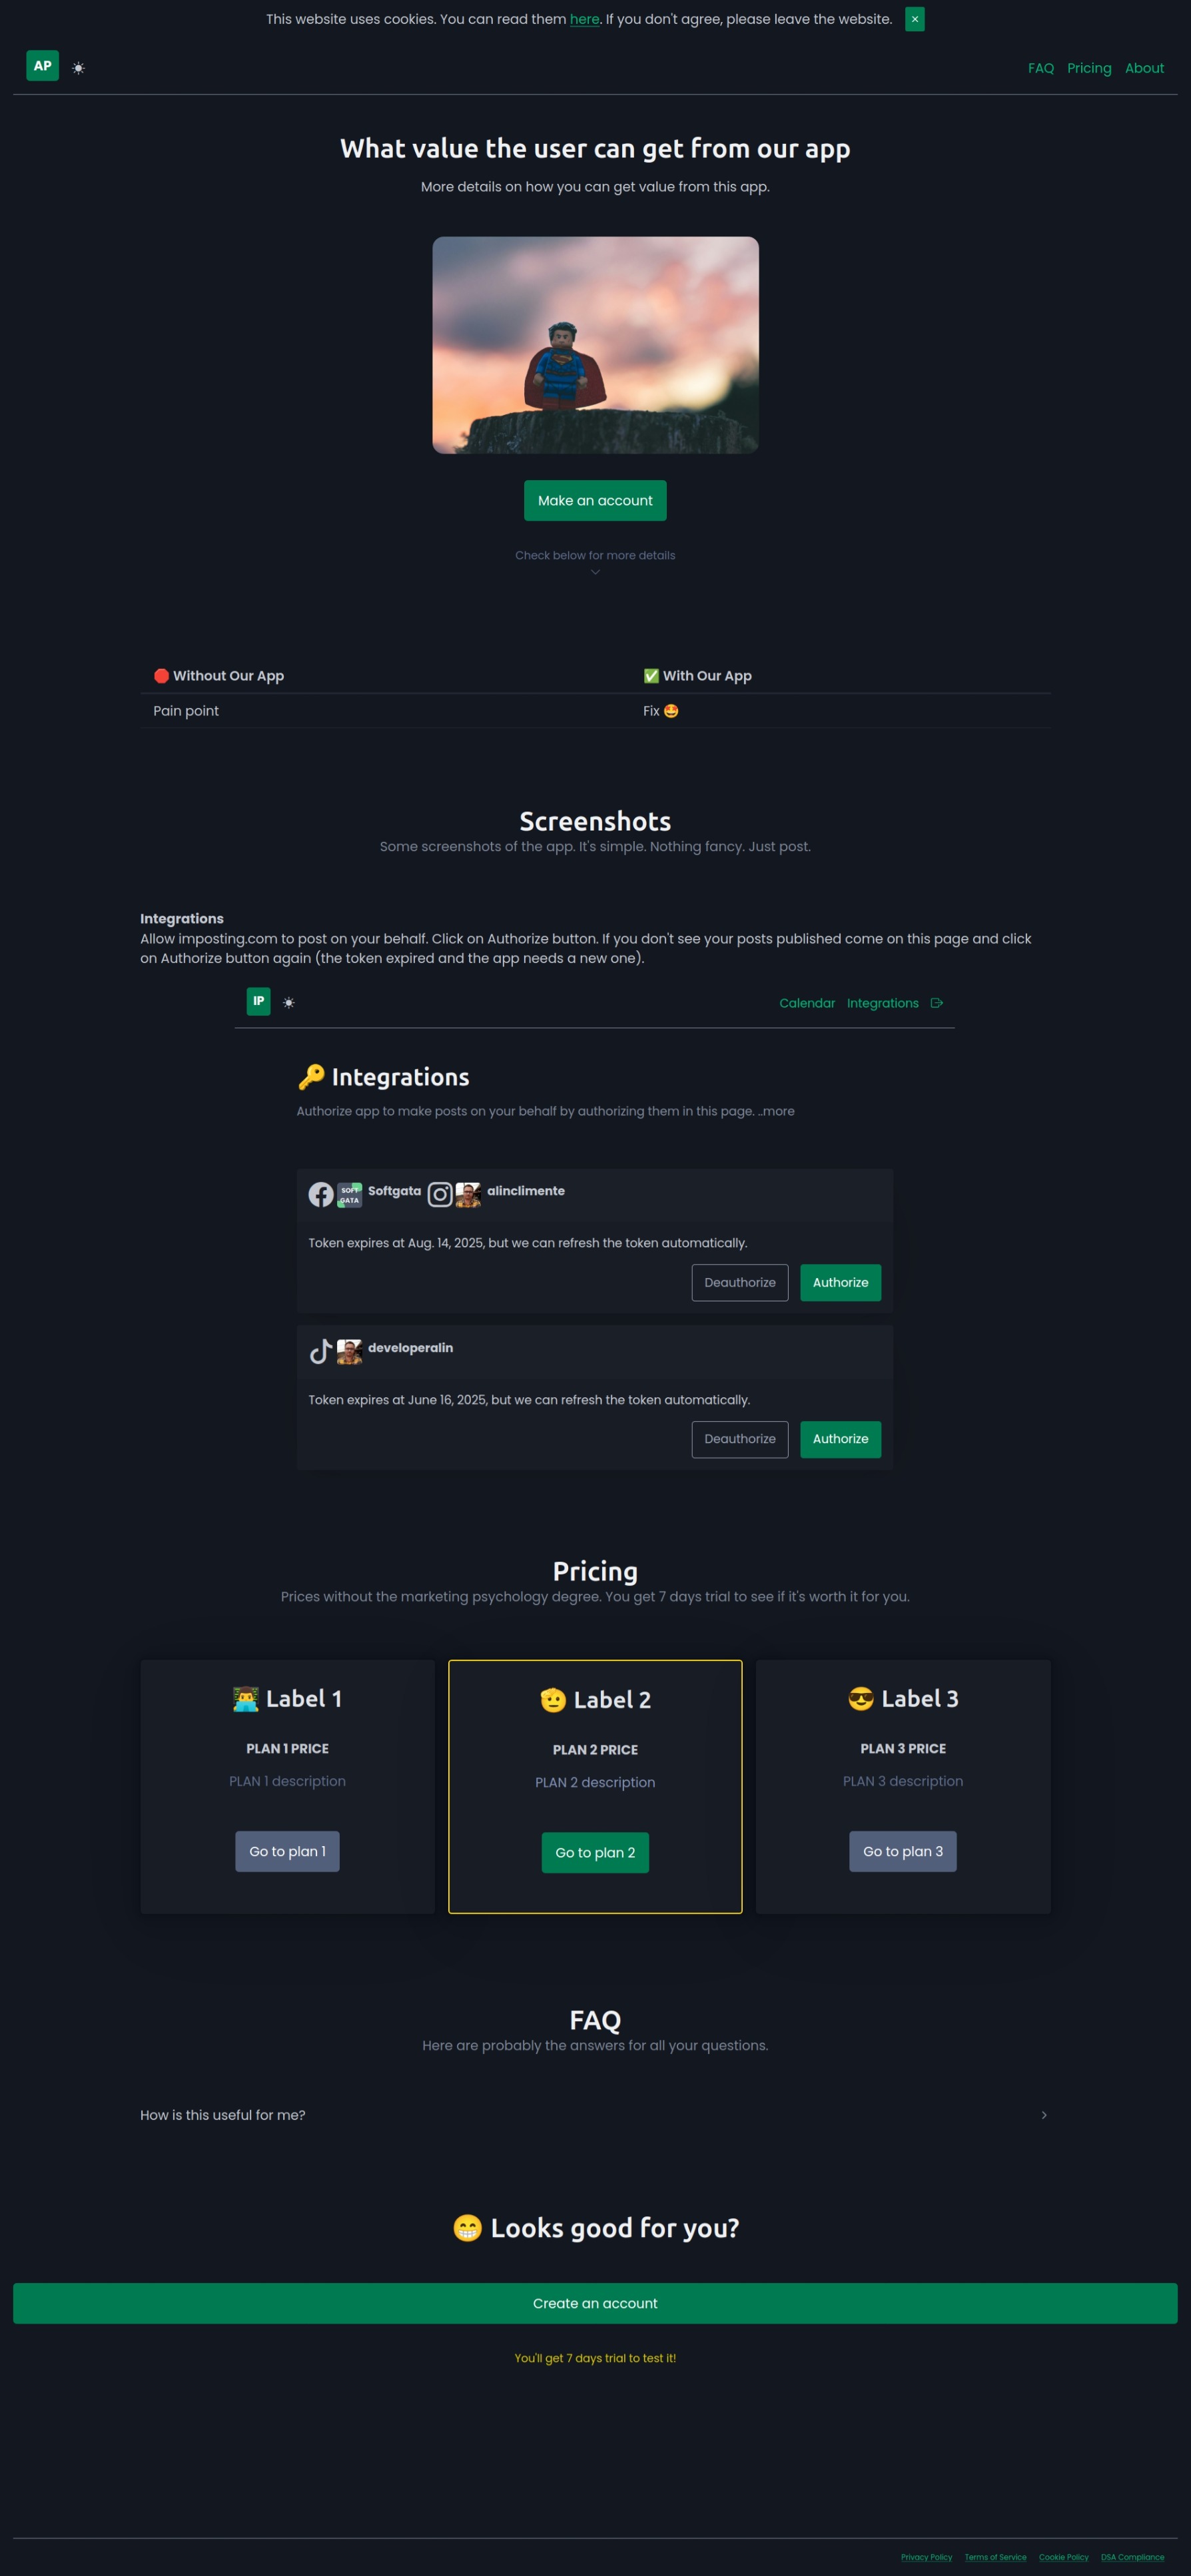 This website uses cookies. You can read them here. If you don't agree, please leave the website. ×
AP
FAQ Pricing About
What value the user can get from our app
More details on how you can get value from this app.
Make an account
Check below for more details
🛑 Without Our App ✅ With Our App
Pain point Fix 🤩
Screenshots
Some screenshots of the app. It's simple. Nothing fancy. Just post.
Integrations
Allow imposting.com to post on your behalf. Click on Authorize button. If you don't see your posts published come on this page and click
on Authorize button again (the token expired and the app needs a new one).
IP
Calendar Integrations
🔑 Integrations
Authorize app to make posts on your behalf by authorizing them in this page. ..more
SOFT
GATA
Softgata alinclimente
Token expires at Aug. 14, 2025, but we can refresh the token automatically.
Deauthorize Authorize
developeralin
Token expires at June 16, 2025, but we can refresh the token automatically.
Deauthorize Authorize
Pricing
Prices without the marketing psychology degree. You get 7 days trial to see if it's worth it for you.
👨‍💻 Label 1
PLAN 1 PRICE
PLAN 1 description
Go to plan 1
🫡 Label 2
PLAN 2 PRICE
PLAN 2 description
Go to plan 2
😎 Label 3
PLAN 3 PRICE
PLAN 3 description
Go to plan 3
FAQ
Here are probably the answers for all your questions.
How is this useful for me?
😁 Looks good for you?
Create an account
You'll get 7 days trial to test it!
Privacy Policy Terms of Service Cookie Policy DSA Compliance